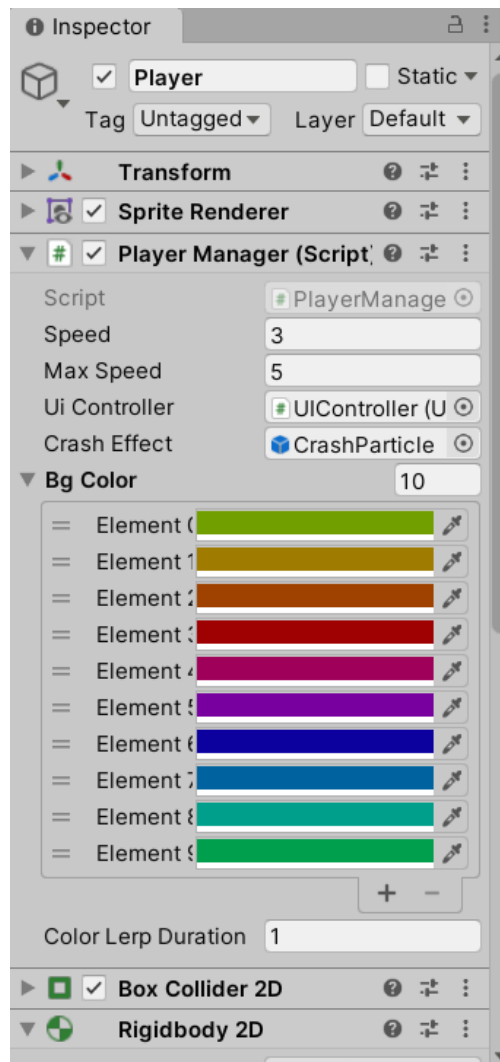 Inspector
Player Static
Tag Untagged Layer Default
Transform
Sprite Renderer
# Player Manager (Script)
Script # PlayerManage
Speed 3
Max Speed 5
Ui Controller # UIController (U
Crash Effect CrashParticle
Bg Color 10
Element 0
Element 1
Element 2
Element 3
Element 4
Element 5
Element 6
Element 7
Element 8
Element 9
Color Lerp Duration 1
Box Collider 2D
Rigidbody 2D